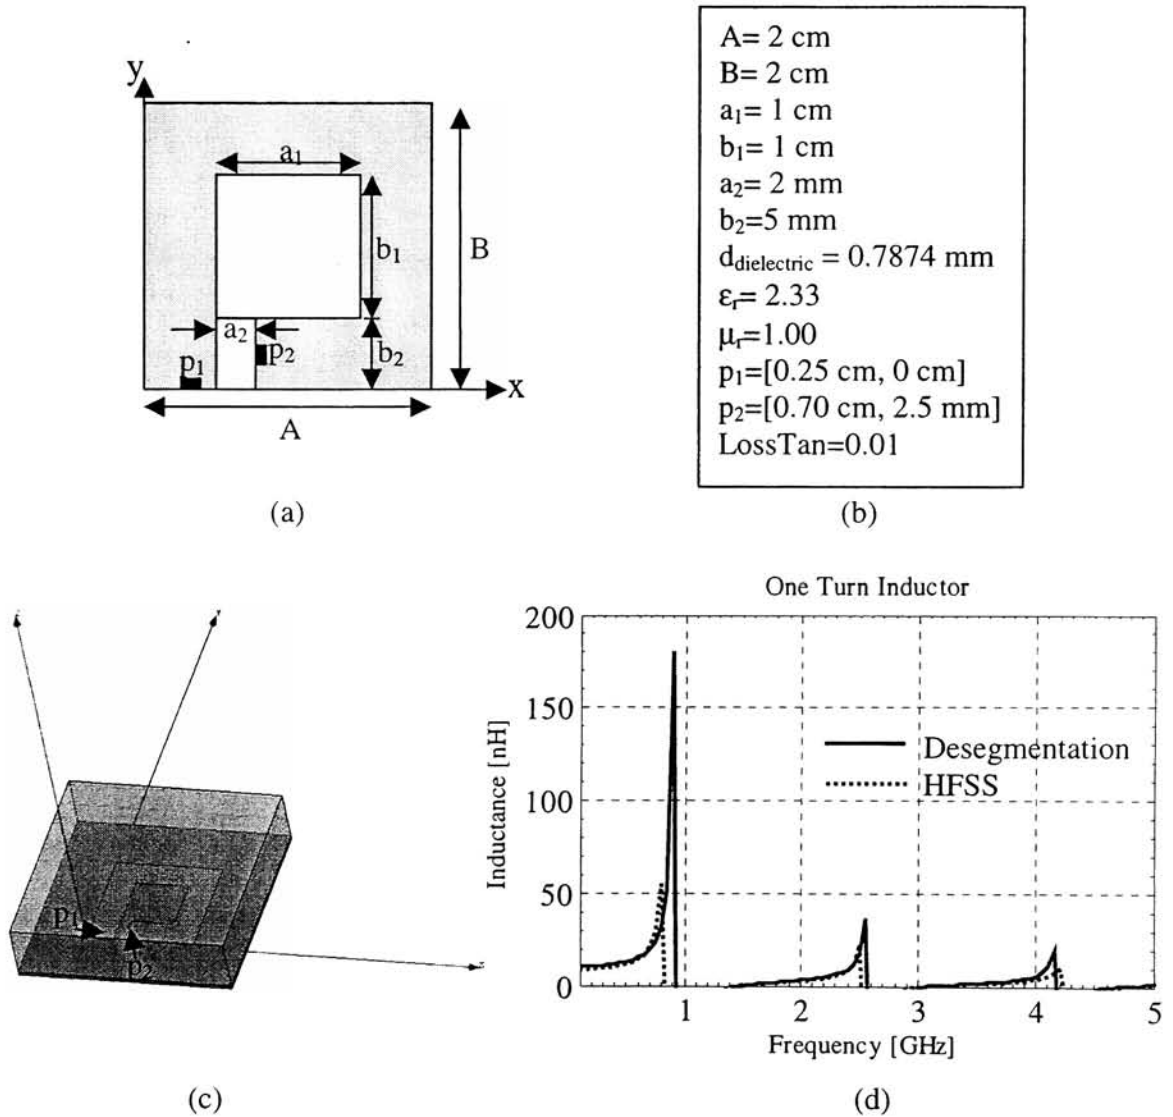 y
a₁
b₁
B
a₂
p₁
p₂
b₂
x
A
(a)
A= 2 cm
B= 2 cm
a₁= 1 cm
b₁= 1 cm
a₂= 2 mm
b₂=5 mm
d_dielectric = 0.7874 mm
εᵣ= 2.33
μᵣ=1.00
p₁=[0.25 cm, 0 cm]
p₂=[0.70 cm, 2.5 mm]
LossTan=0.01
(b)
p₁
p₂
(c)
One Turn Inductor
200
150
100
50
0
Inductance [nH]
Desegmentation
HFSS
1
2
3
4
5
Frequency [GHz]
(d)